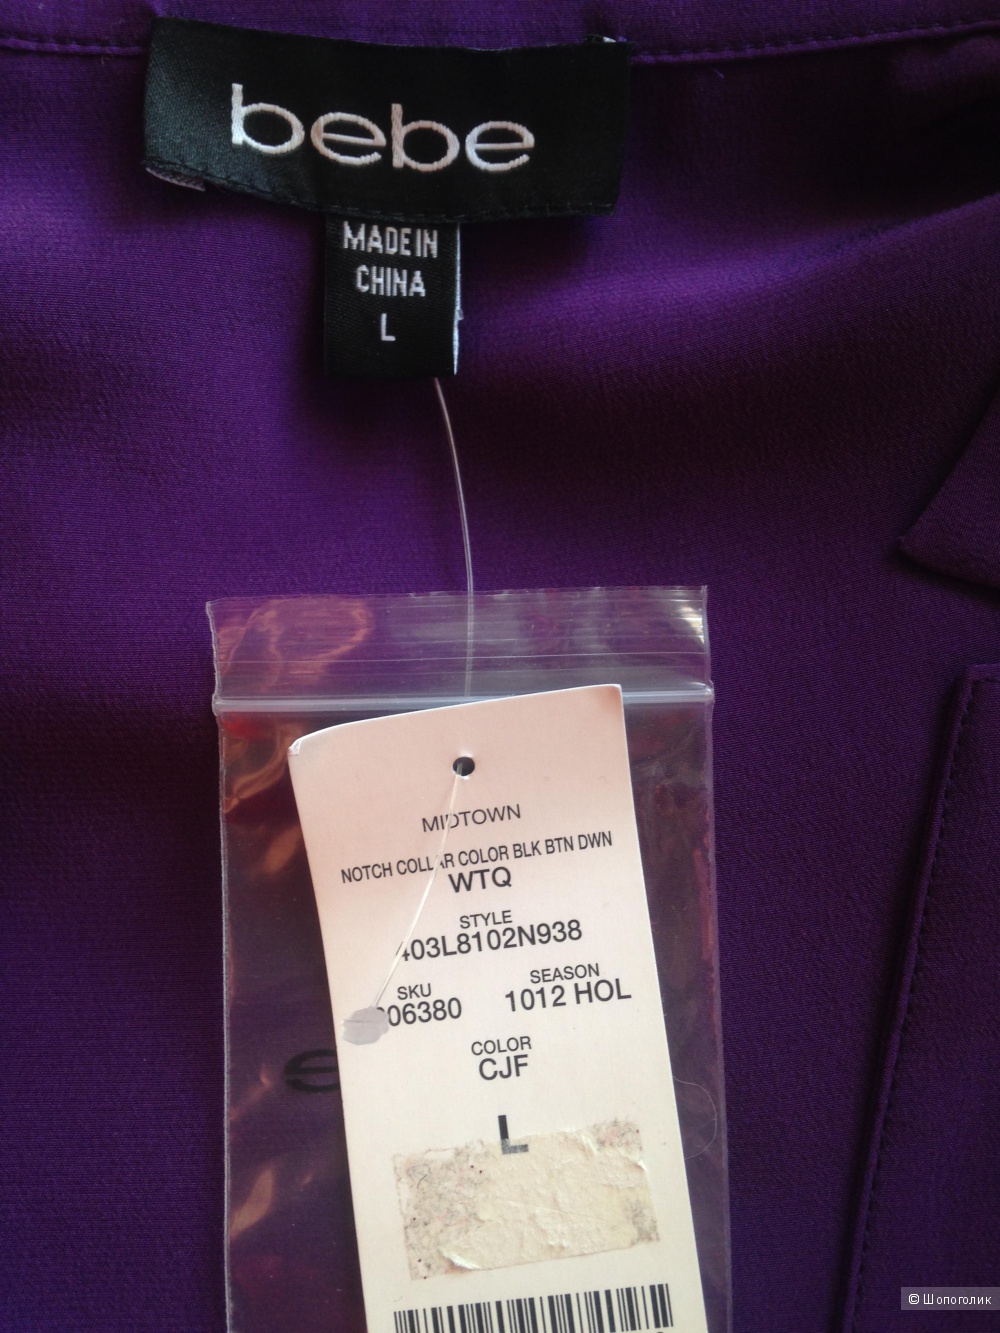 bebe
MADE IN
CHINA
L
MIDTOWN
NOTCH COLLAR COLOR BLK BTN DWN
WTQ
STYLE
403L8102N938
SKU
06380
SEASON
1012 HOL
COLOR
CJF
L
© Шопоголик